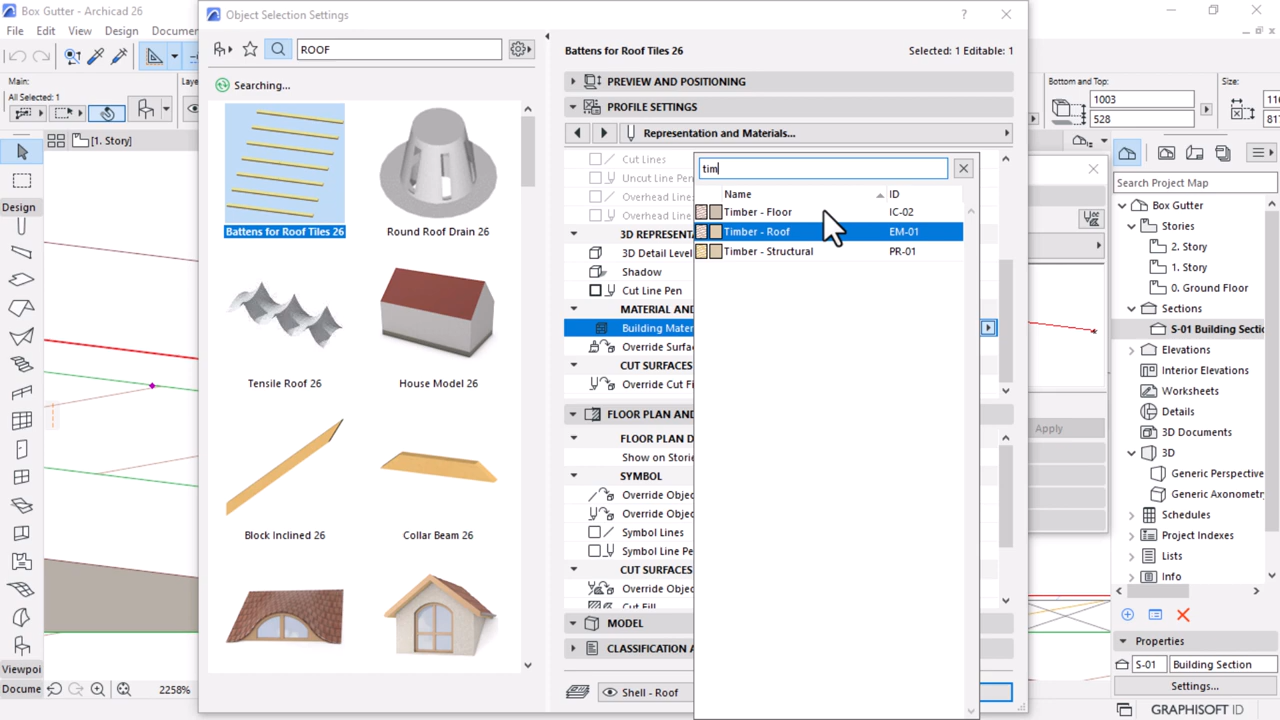 Box Gutter - Archicad 26
File Edit View Design Documen
Main:
All Selected: 1
Laye
[1. Story]
Design
Viewpoi
Docume
2258%
Object Selection Settings
ROOF
Searching...
Battens for Roof Tiles 26
Round Roof Drain 26
Tensile Roof 26
House Model 26
Block Inclined 26
Collar Beam 26
Battens for Roof Tiles 26
Selected: 1 Editable: 1
PREVIEW AND POSITIONING
PROFILE SETTINGS
Representation and Materials...
Cut Lines
Uncut Line Pen
Overhead Line
Overhead Line
3D REPRESENTA
3D Detail Level
Shadow
Cut Line Pen
MATERIAL AND
Building Mater
Override Surfa
CUT SURFACES
Override Cut Fi
FLOOR PLAN AND
FLOOR PLAN D
Show on Storie
SYMBOL
Override Objec
Override Objec
Symbol Lines
Symbol Line Pe
CUT SURFACES
Override Objec
Cut Fill
MODEL
CLASSIFICATION A
Shell - Roof
tim
Name ID
Timber - Floor IC-02
Timber - Roof EM-01
Timber - Structural PR-01
Bottom and Top:
1003
528
Size:
116
817
Apply
Search Project Map
Box Gutter
Stories
2. Story
1. Story
0. Ground Floor
Sections
S-01 Building Sectio
Elevations
Interior Elevations
Worksheets
Details
3D Documents
3D
Generic Perspective
Generic Axonometr
Schedules
Project Indexes
Lists
Info
Properties
S-01 Building Section
Settings...
GRAPHISOFT ID